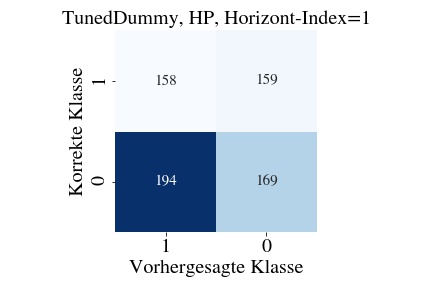 TunedDummy, HP, Horizont-Index=1
Korrekte Klasse
1
158
159
0
194
169
1
0
Vorhergesagte Klasse